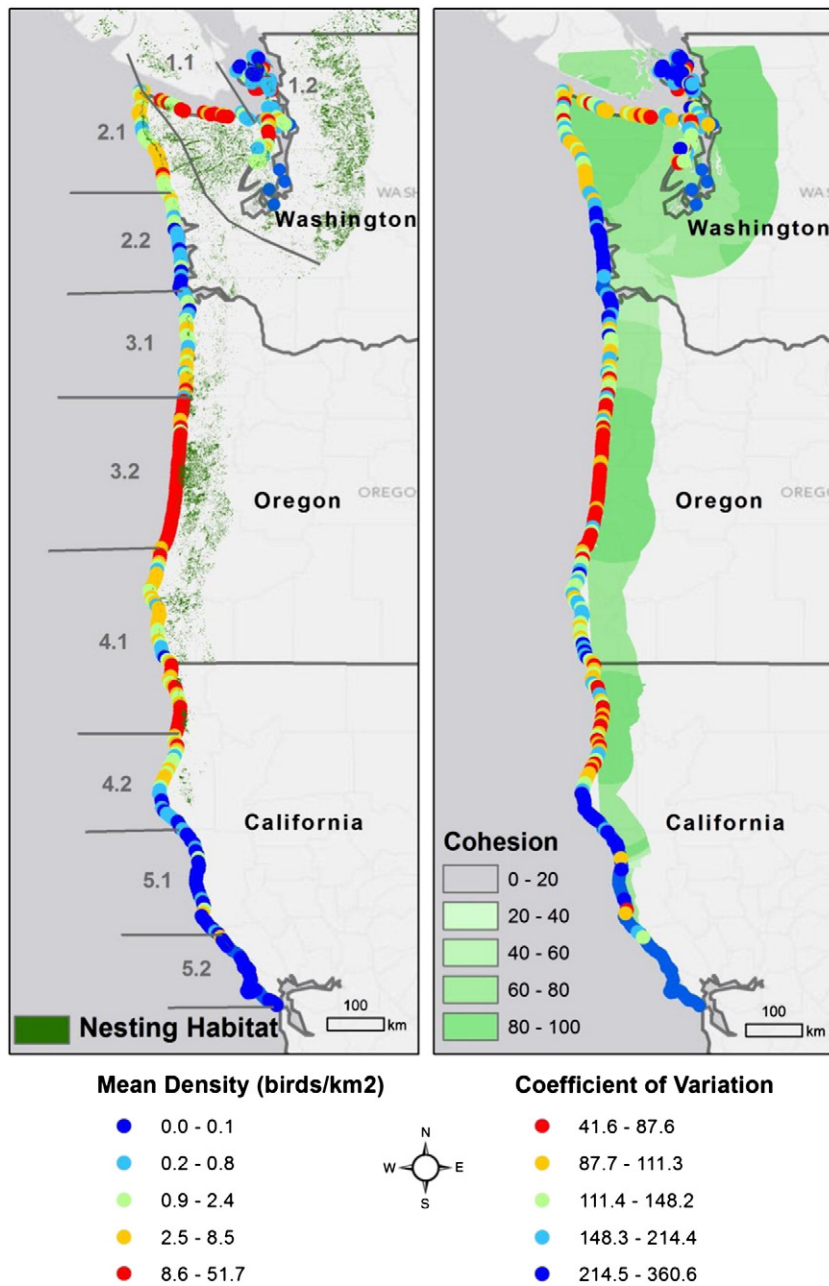 1.1
1.2
2.1
WASH
Washington
2.2
3.1
3.2
Oregon
OREGO
4.1
4.2
California
5.1
5.2
Nesting Habitat
100
km
WASH
Washington
Oregon
OREGO
California
Cohesion
0 - 20
20 - 40
40 - 60
60 - 80
80 - 100
100
km
Mean Density (birds/km2)
0.0 - 0.1
0.2 - 0.8
0.9 - 2.4
2.5 - 8.5
8.6 - 51.7
N
W E
S
Coefficient of Variation
41.6 - 87.6
87.7 - 111.3
111.4 - 148.2
148.3 - 214.4
214.5 - 360.6